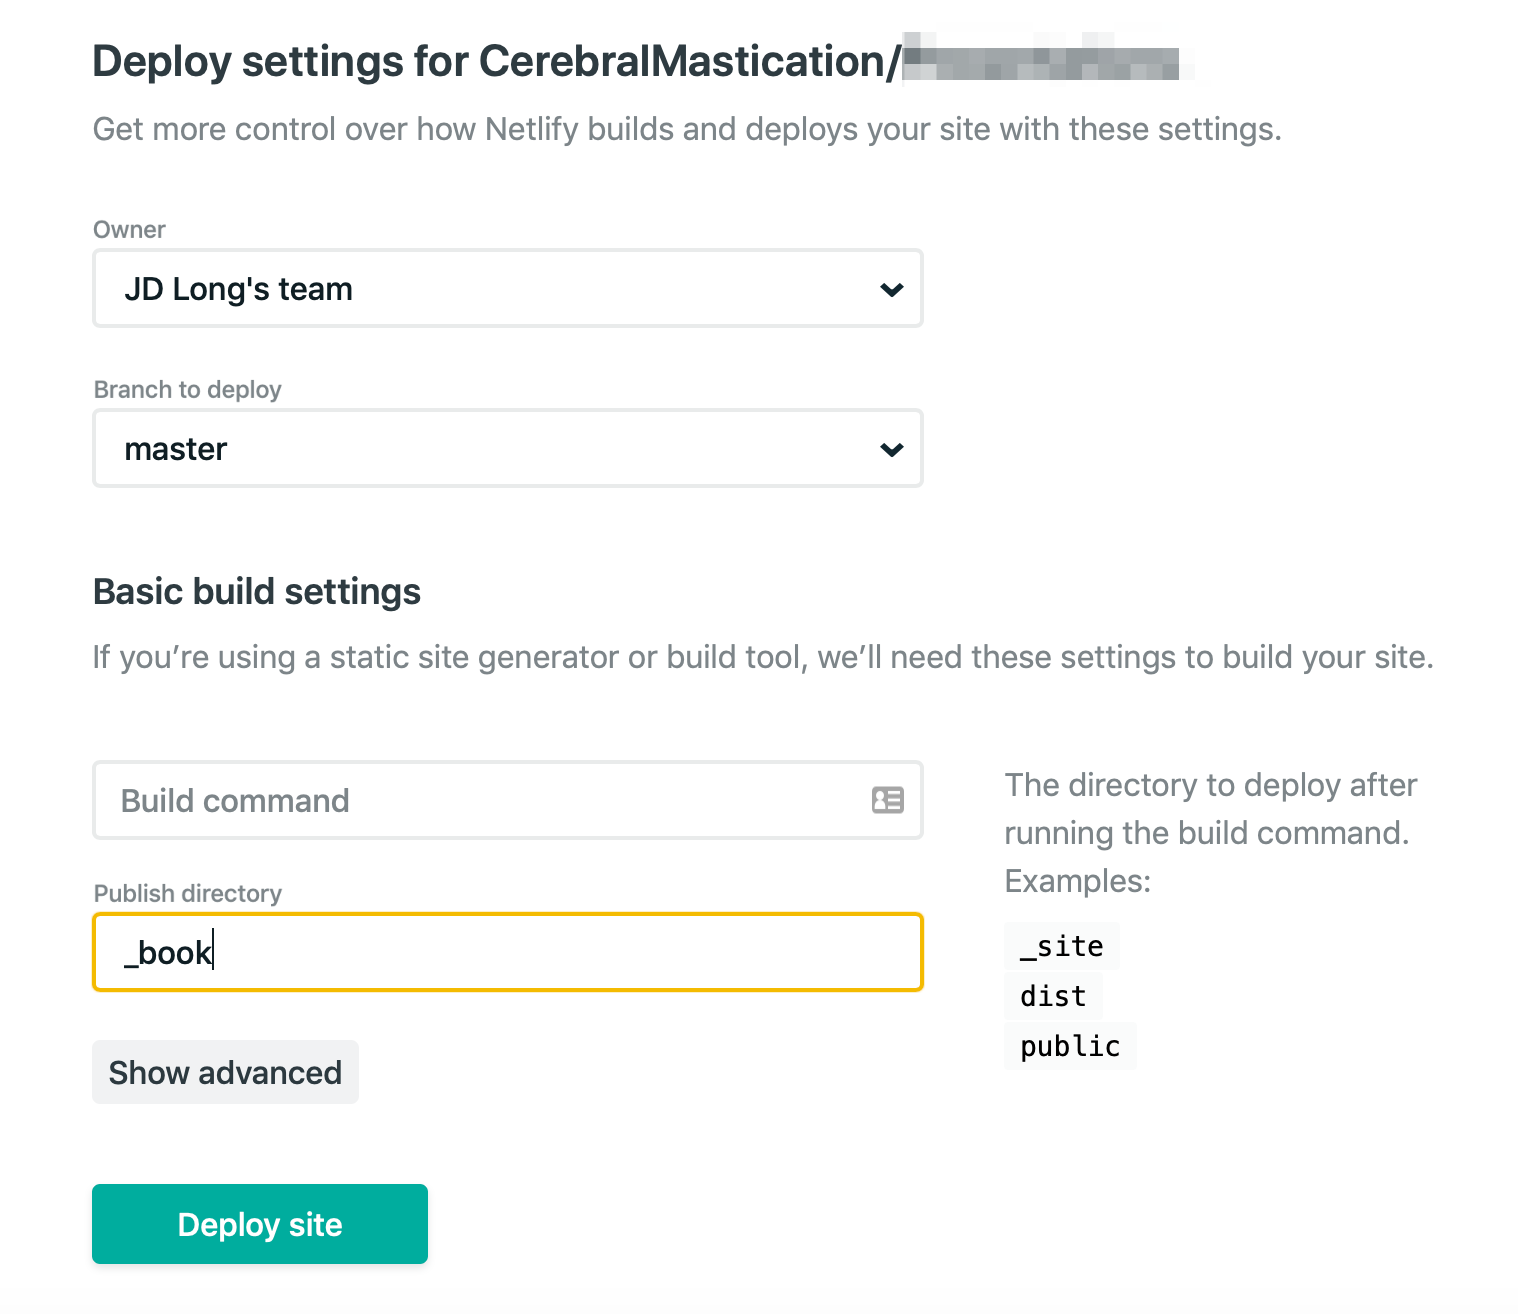 Deploy settings for CerebralMastication/
Get more control over how Netlify builds and deploys your site with these settings.
Owner
JD Long's team
Branch to deploy
master
Basic build settings
If you’re using a static site generator or build tool, we’ll need these settings to build your site.
Build command
Publish directory
_book
The directory to deploy after
running the build command.
Examples:
_site
dist
public
Show advanced
Deploy site